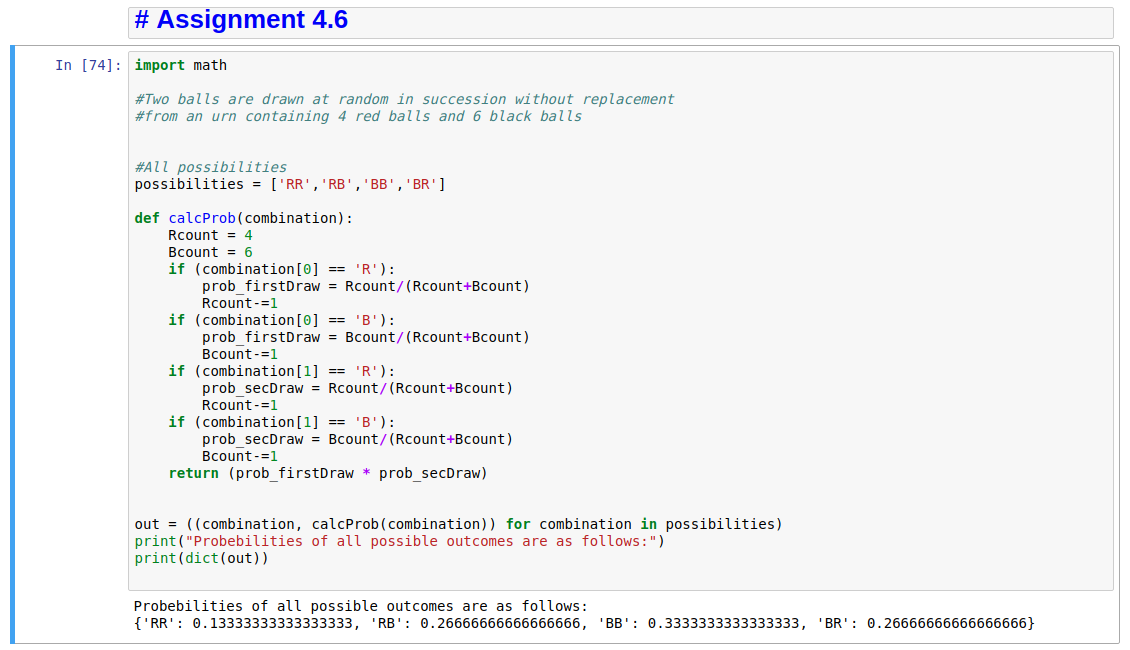 # Assignment 4.6
In [74]:
import math
#Two balls are drawn at random in succession without replacement
#from an urn containing 4 red balls and 6 black balls
#All possibilities
possibilities = ['RR','RB','BB','BR']
def calcProb(combination):
    Rcount = 4
    Bcount = 6
    if (combination[0] == 'R'):
        prob_firstDraw = Rcount/(Rcount+Bcount)
        Rcount-=1
    if (combination[0] == 'B'):
        prob_firstDraw = Bcount/(Rcount+Bcount)
        Bcount-=1
    if (combination[1] == 'R'):
        prob_secDraw = Rcount/(Rcount+Bcount)
        Rcount-=1
    if (combination[1] == 'B'):
        prob_secDraw = Bcount/(Rcount+Bcount)
        Bcount-=1
    return (prob_firstDraw * prob_secDraw)
out = ((combination, calcProb(combination)) for combination in possibilities)
print("Probebilities of all possible outcomes are as follows:")
print(dict(out))
Probebilities of all possible outcomes are as follows:
{'RR': 0.13333333333333333, 'RB': 0.26666666666666666, 'BB': 0.3333333333333333, 'BR': 0.26666666666666666}